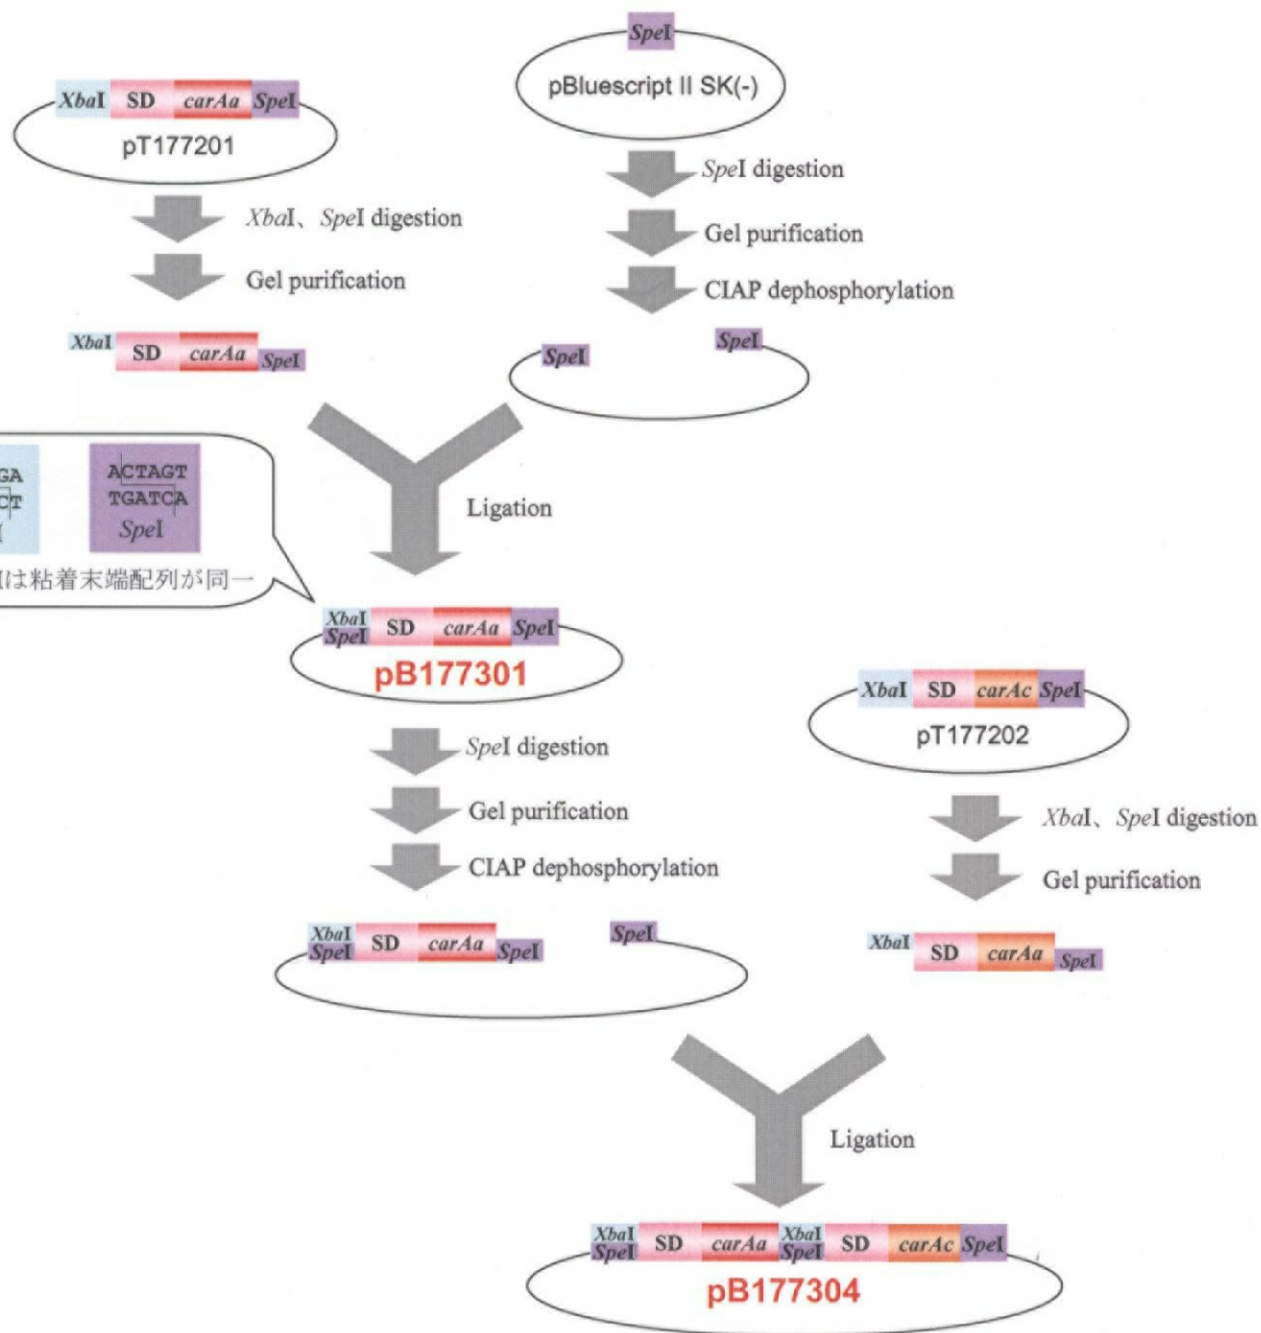 SpeI
pBluescript II SK(-)
XbaI SD carAa SpeI
pT177201
SpeI digestion
XbaI、SpeI digestion
Gel purification
Gel purification
CIAP dephosphorylation
XbaI SD carAa SpeI
SpeI SpeI
GA
CT
ACTAGT
TGATCA
SpeI
Iは粘着末端配列が同一
Ligation
XbaI
SpeI SD carAa SpeI
pB177301
XbaI SD carAc SpeI
pT177202
SpeI digestion
Gel purification
CIAP dephosphorylation
XbaI、SpeI digestion
Gel purification
XbaI
SpeI SD carAa SpeI SpeI
XbaI SD carAa SpeI
Ligation
XbaI XbaI
SpeI SD carAa SpeI SD carAc SpeI
pB177304